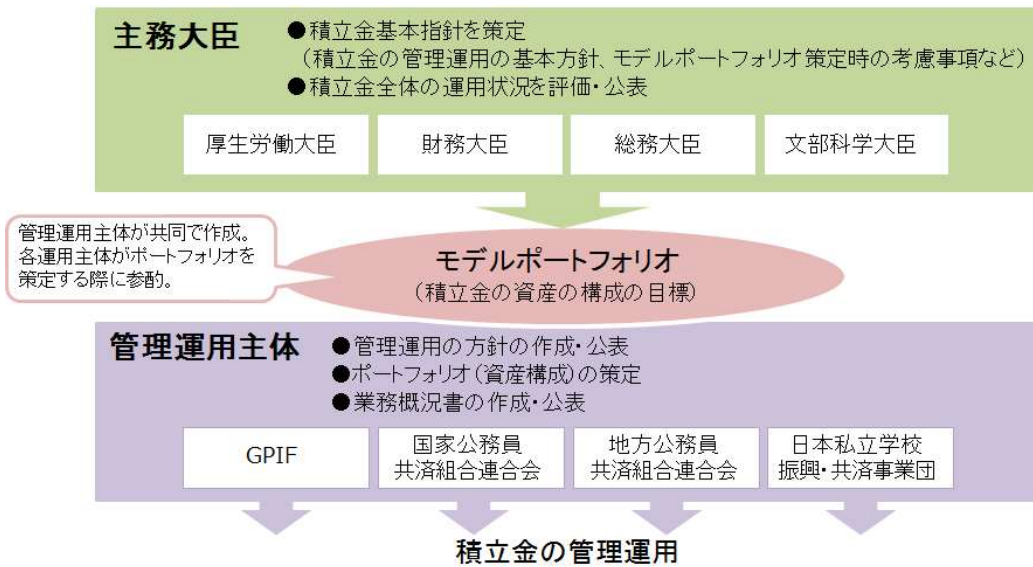 主務大臣
●積立金基本指針を策定
（積立金の管理運用の基本方針、モデルポートフォリオ策定時の考慮事項など）
●積立金全体の運用状況を評価・公表
厚生労働大臣
財務大臣
総務大臣
文部科学大臣
管理運用主体が共同で作成。
各運用主体がポートフォリオを
策定する際に参酌。
モデルポートフォリオ
（積立金の資産の構成の目標）
管理運用主体
●管理運用の方針の作成・公表
●ポートフォリオ（資産構成）の策定
●業務概況書の作成・公表
GPIF
国家公務員
共済組合連合会
地方公務員
共済組合連合会
日本私立学校
振興・共済事業団
積立金の管理運用